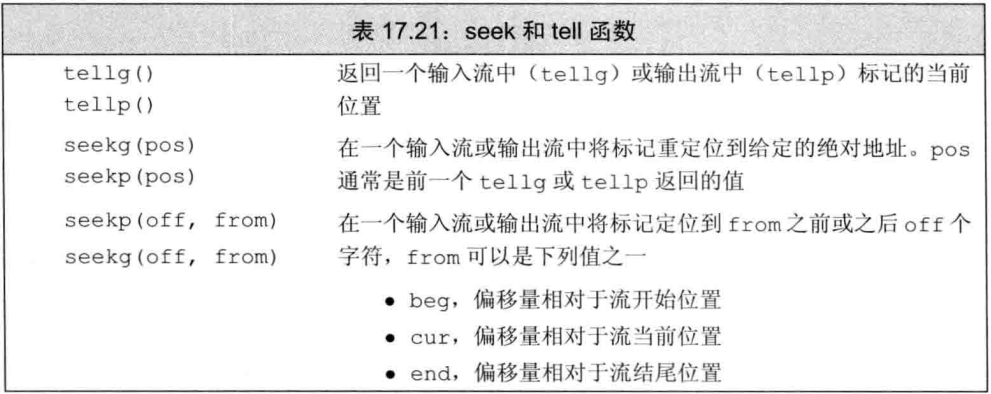 表 17.21：seek 和 tell 函数
tellg() 返回一个输入流中（tellg）或输出流中（tellp）标记的当前
tellp() 位置
seekg(pos) 在一个输入流或输出流中将标记重定位到给定的绝对地址。pos
seekp(pos) 通常是前一个 tellg 或 tellp 返回的值
seekp(off, from) 在一个输入流或输出流中将标记定位到 from 之前或之后 off 个
seekg(off, from) 字符，from 可以是下列值之一
● beg，偏移量相对于流开始位置
● cur，偏移量相对于流当前位置
● end，偏移量相对于流结尾位置